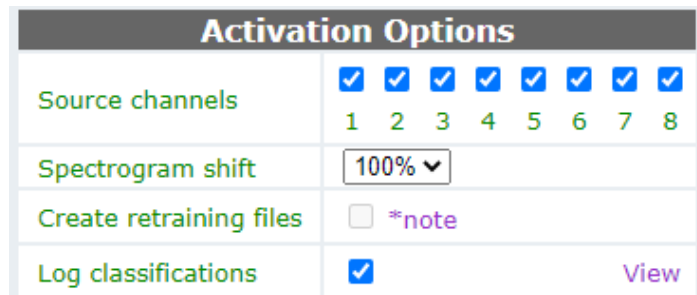 Activation Options
Source channels
1 2 3 4 5 6 7 8
Spectrogram shift 100%
Create retraining files *note
Log classifications View